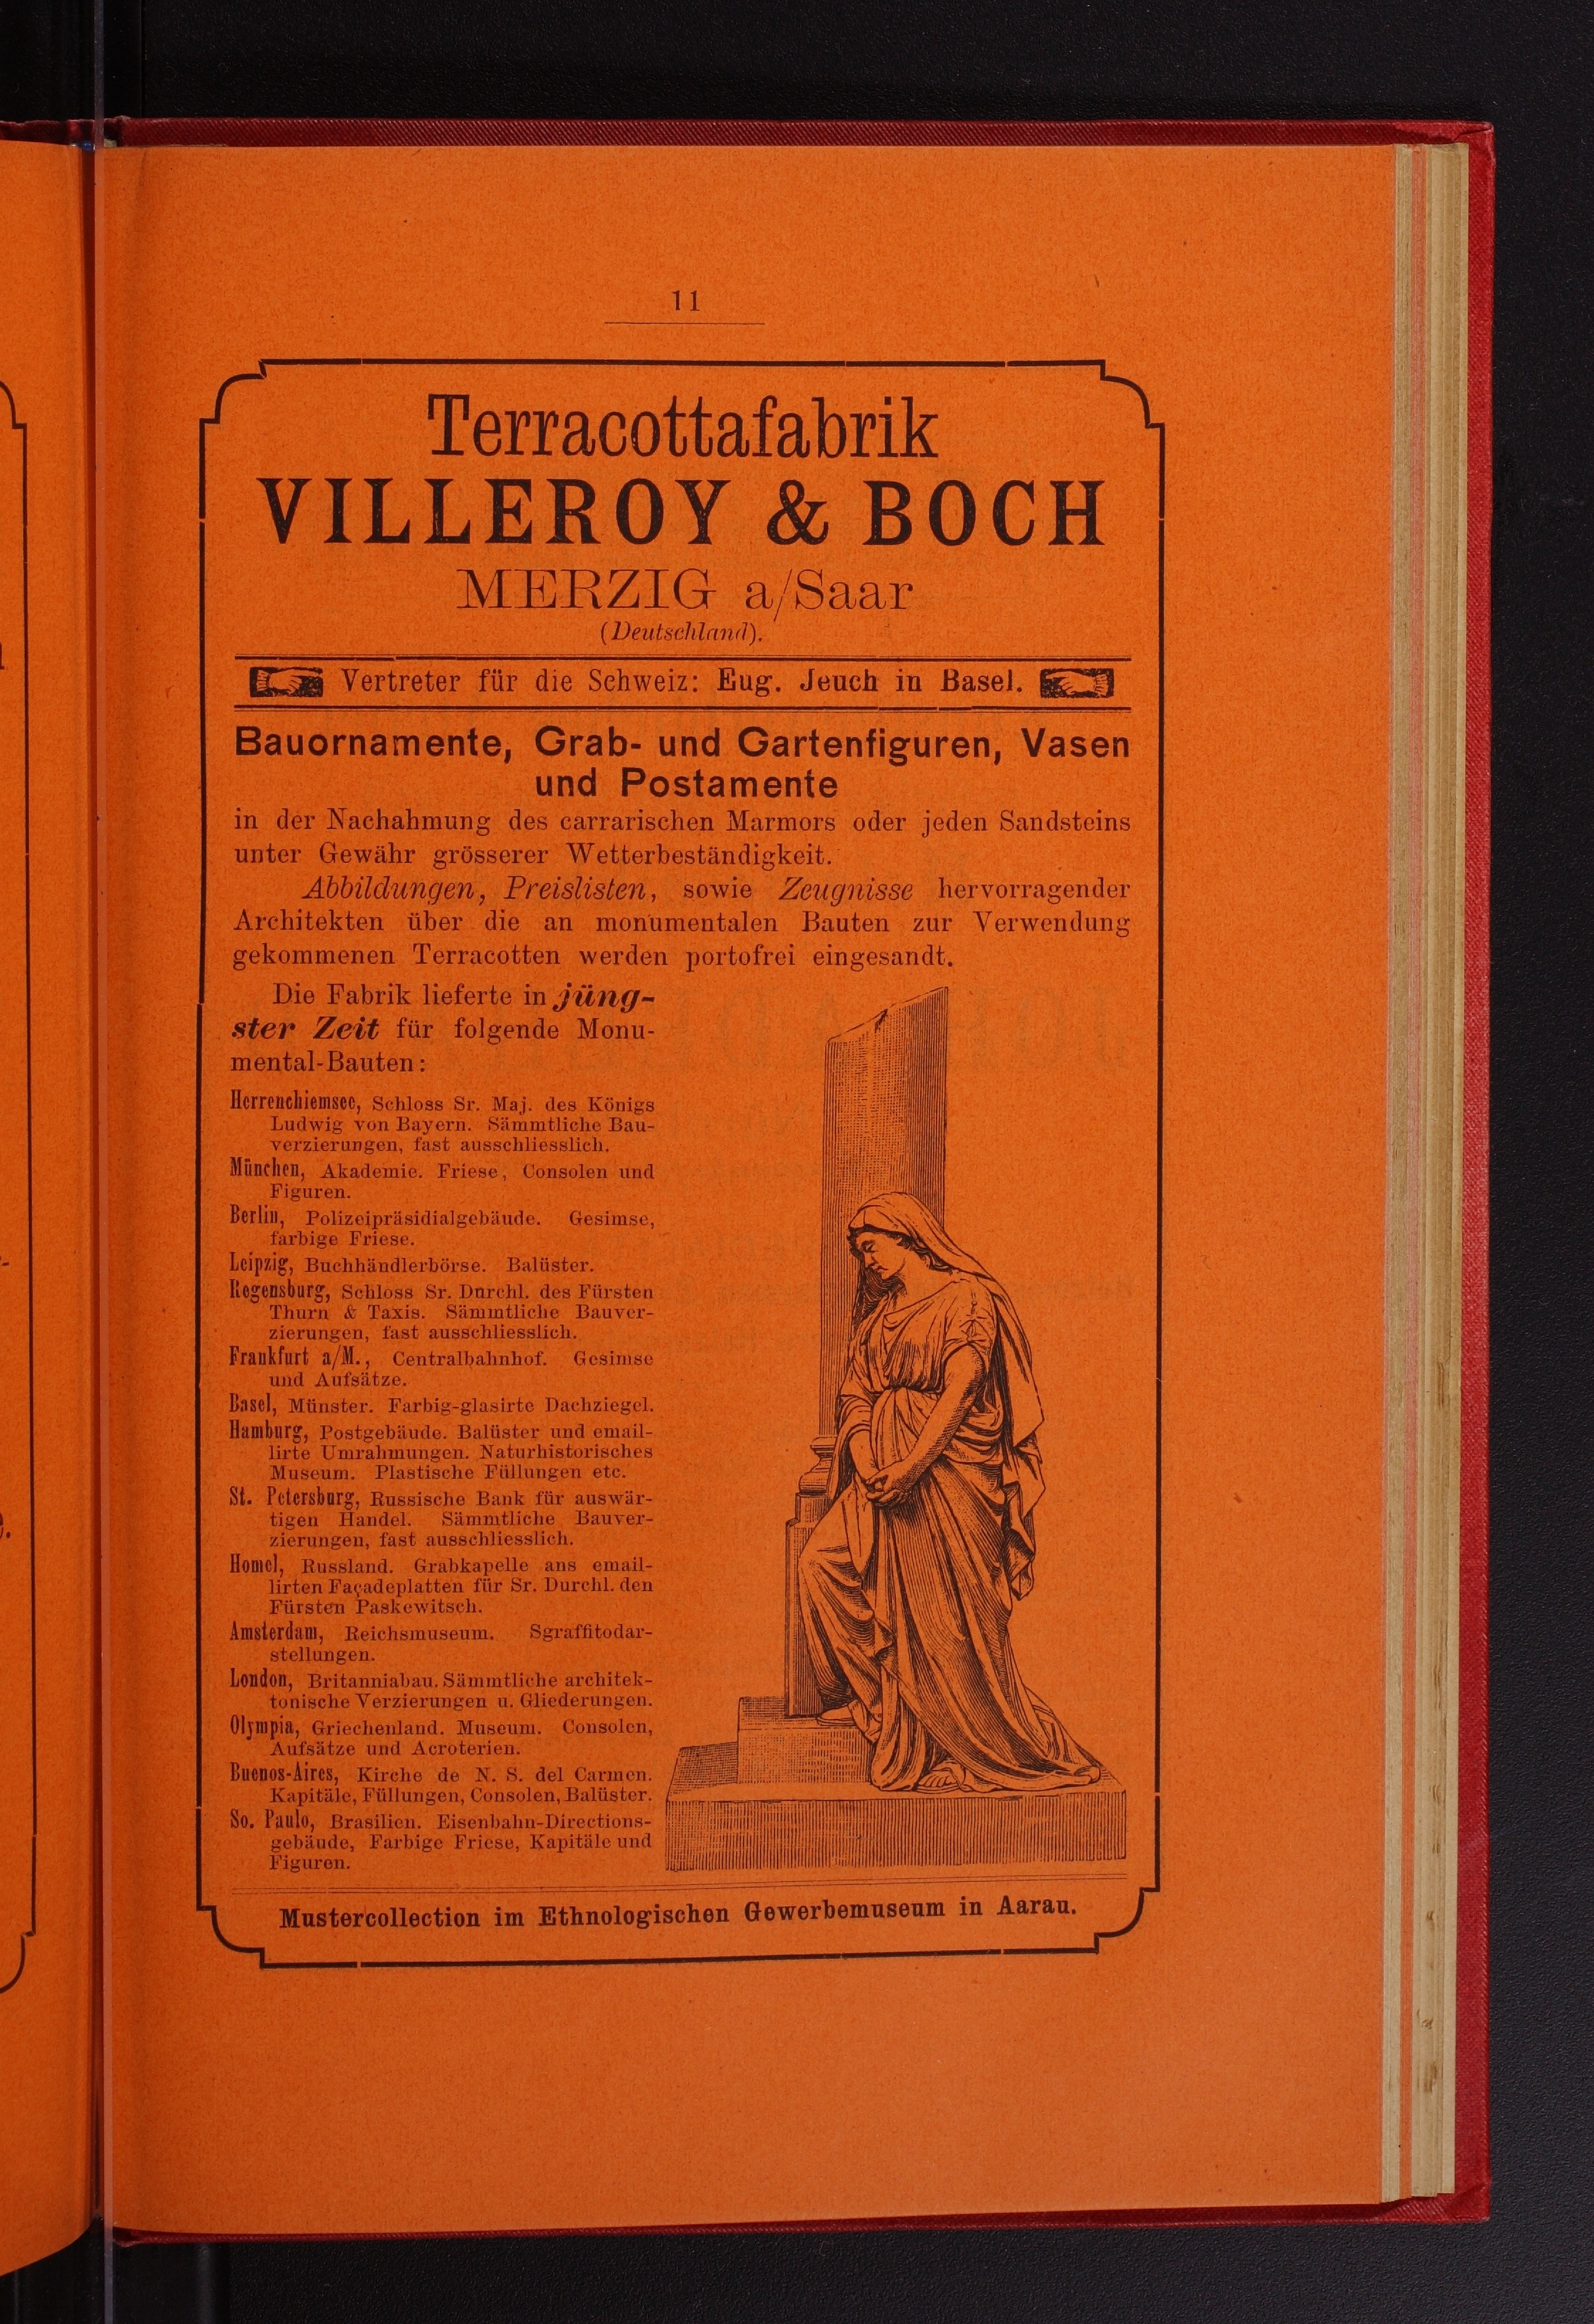 11
Terracottafabrik
VILLEROY & BOCH
MERZIG a/Saar
(Deutschland).
Vertreter für die Schweiz: Eug. Jeuch in Basel.
Bauornamente, Grab- und Gartenfiguren, Vasen
und Postamente
in der Nachahmung des carrarischen Marmors oder jeden Sandsteins
unter Gewähr grösserer Wetterbeständigkeit.
Abbildungen, Preislisten, sowie Zeugnisse hervorragender
Architekten über die an monumentalen Bauten zur Verwendung
gekommenen Terracotten werden portofrei eingesandt.
Die Fabrik lieferte in jüng-
ster Zeit für folgende Monu-
mental-Bauten:
Herrenchiemsee, Schloss Sr. Maj. des Königs
Ludwig von Bayern. Sämmtliche Bau-
verzierungen, fast ausschliesslich.
München, Akademie. Friese, Consolen und
Figuren.
Berlin, Polizeipräsidialgebäude. Gesimse,
farbige Friese.
Leipzig, Buchhändlerbörse. Balüster.
Regensburg, Schloss Sr. Durchl. des Fürsten
Thurn & Taxis. Sämmtliche Bauver-
zierungen, fast ausschliesslich.
Frankfurt a/M., Centralbahnhof. Gesimse
und Aufsätze.
Basel, Münster. Farbig-glasirte Dachziegel.
Hamburg, Postgebäude. Balüster und email-
lirte Umrahmungen. Naturhistorisches
Museum. Plastische Füllungen etc.
St. Petersburg, Russische Bank für auswär-
tigen Handel. Sämmtliche Bauver-
zierungen, fast ausschliesslich.
Homel, Russland. Grabkapelle ans email-
lirten Façadeplatten für Sr. Durchl. den
Fürsten Paskewitsch.
Amsterdam, Reichsmuseum. Sgraffitodar-
stellungen.
London, Britanniabau. Sämmtliche architek-
tonische Verzierungen u. Gliederungen.
Olympia, Griechenland. Museum. Consolen,
Aufsätze und Acroterien.
Buenos-Aires, Kirche de N. S. del Carmen.
Kapitäle, Füllungen, Consolen, Balüster.
So. Paulo, Brasilien. Eisenbahn-Directions-
gebäude, Farbige Friese, Kapitäle und
Figuren.
Mustercollection im Ethnologischen Gewerbemuseum in Aarau.